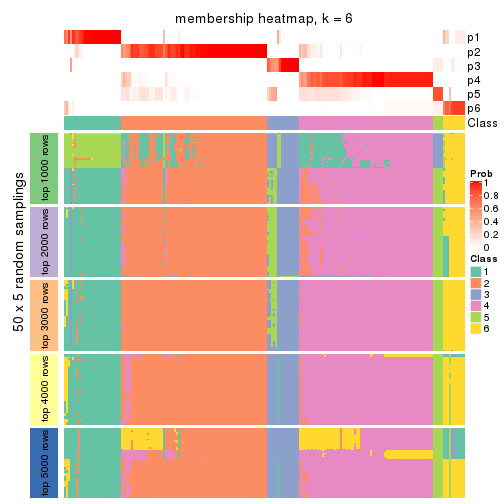 membership heatmap, k = 6
p1
p2
p3
p4
p5
p6
Class
50 x 5 random samplings
top 1000 rows
top 2000 rows
top 3000 rows
top 4000 rows
top 5000 rows
Prob
1
0.8
0.6
0.4
0.2
0
Class
1
2
3
4
5
6